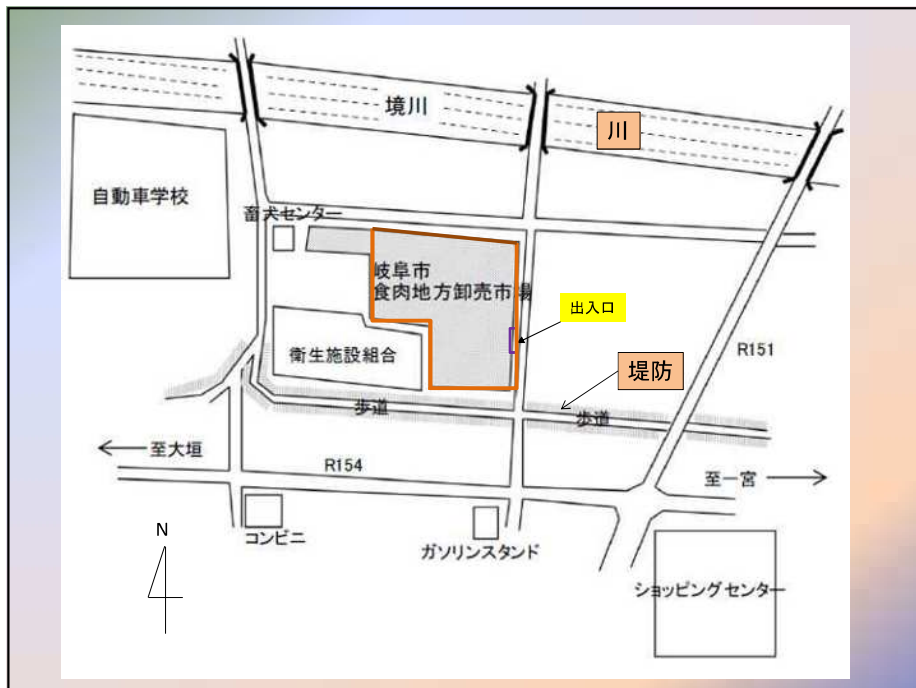 境川
川
自動車学校
畜犬センター
岐阜市
食肉地方卸売市場
出入口
衛生施設組合
R151
堤防
歩道
歩道
至大垣
R154
至一宮
N
コンビニ
ガソリンスタンド
ショッピングセンター